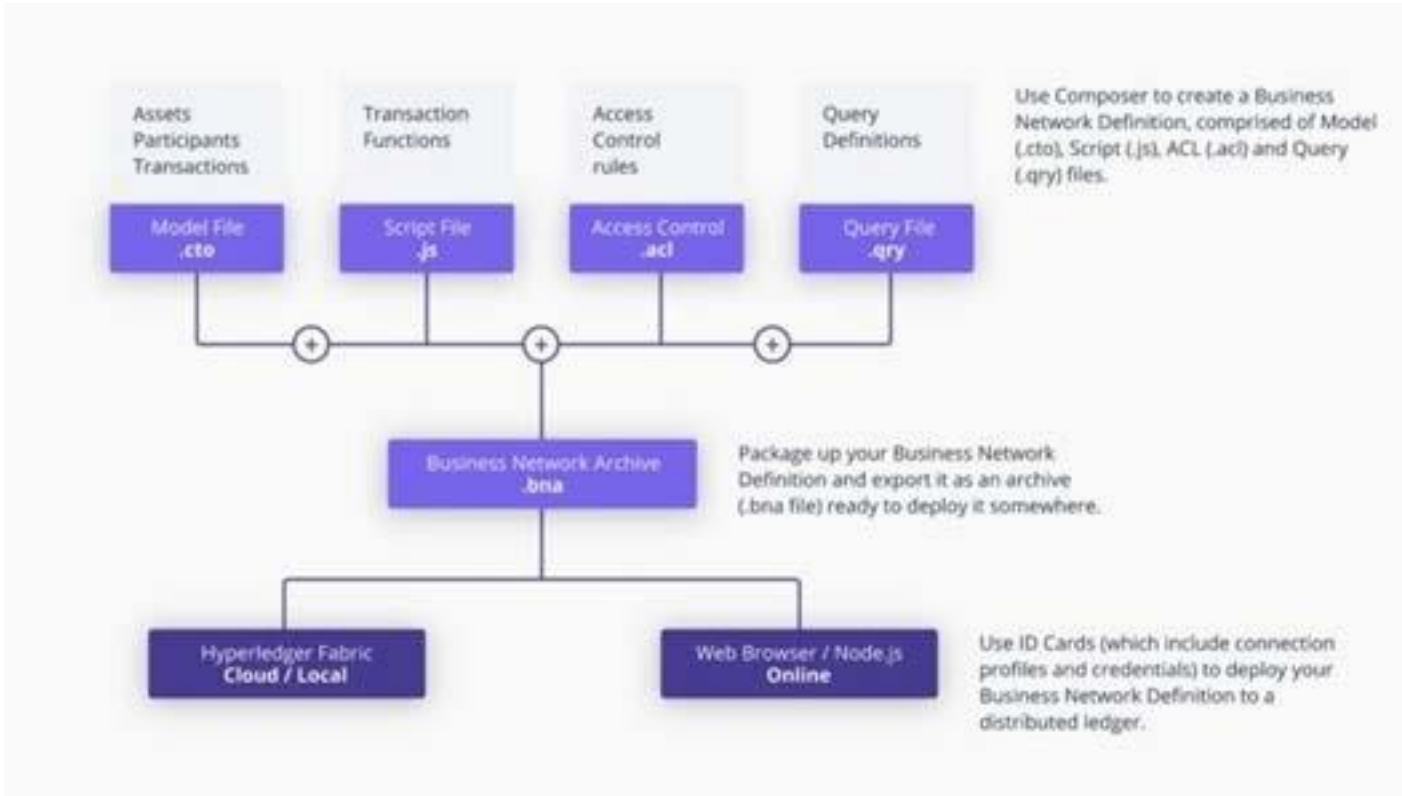 Assets
Participants
Transactions
Model File
.cto
Transaction
Functions
Script File
.js
Access
Control
rules
Access Control
.acl
Query
Definitions
Query File
.qry
Use Composer to create a Business
Network Definition, comprised of Model
(.cto), Script (.js), ACL (.acl) and Query
(.qry) files.
+
+
+
Business Network Archive
.bna
Package up your Business Network
Definition and export it as an archive
(.bna file) ready to deploy it somewhere.
Hyperledger Fabric
Cloud / Local
Web Browser / Node.js
Online
Use ID Cards (which include connection
profiles and credentials) to deploy your
Business Network Definition to a
distributed ledger.